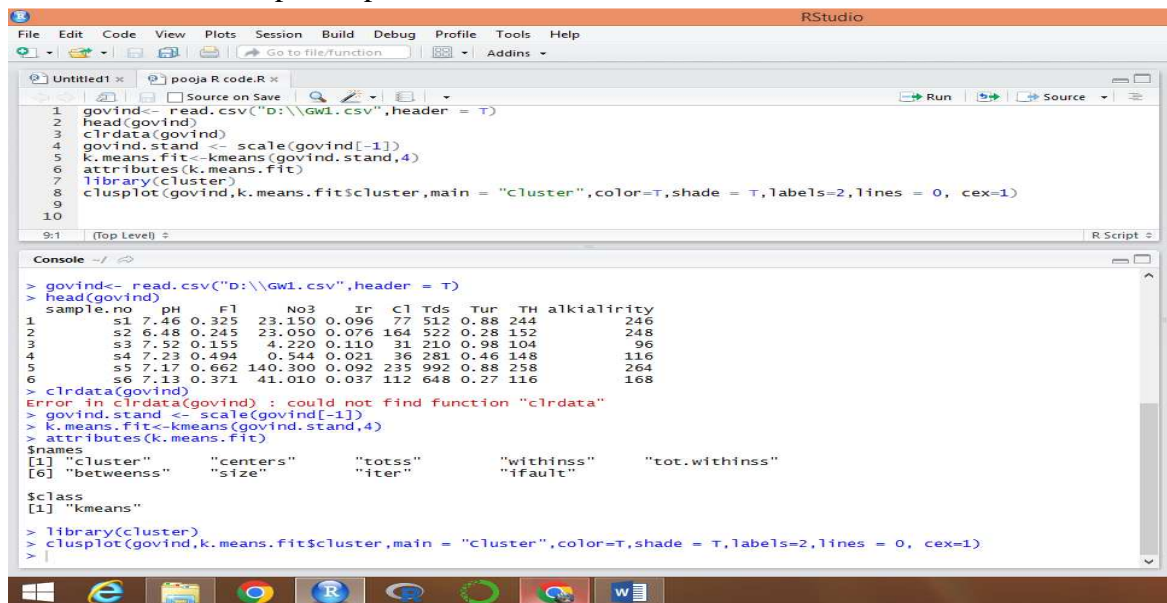 RStudio
File Edit Code View Plots Session Build Debug Profile Tools Help
Go to file/function Addins
Untitled1 × pooja R code.R ×
Source on Save Run Source
1 govind<- read.csv("D:\\GW1.csv",header = T)
2 head(govind)
3 clrdata(govind)
4 govind.stand <- scale(govind[-1])
5 k.means.fit<-kmeans(govind.stand,4)
6 attributes(k.means.fit)
7 library(cluster)
8 clusplot(govind,k.means.fit$cluster,main = "Cluster",color=T,shade = T,labels=2,lines = 0, cex=1)
9
10
9:1 (Top Level) R Script
Console ~/
> govind<- read.csv("D:\\GW1.csv",header = T)
> head(govind)
sample.no pH Fl No3 Ir Cl Tds Tur TH alkialirity
1 s1 7.46 0.325 23.150 0.096 77 512 0.88 244 246
2 s2 6.48 0.245 23.050 0.076 164 522 0.28 152 248
3 s3 7.52 0.155 4.220 0.110 31 210 0.98 104 96
4 s4 7.23 0.494 0.544 0.021 36 281 0.46 148 116
5 s5 7.17 0.662 140.300 0.092 235 992 0.88 258 264
6 s6 7.13 0.371 41.010 0.037 112 648 0.27 116 168
> clrdata(govind)
Error in clrdata(govind) : could not find function "clrdata"
> govind.stand <- scale(govind[-1])
> k.means.fit<-kmeans(govind.stand,4)
> attributes(k.means.fit)
$names
[1] "cluster" "centers" "totss" "withinss" "tot.withinss"
[6] "betweenss" "size" "iter" "ifault"
$class
[1] "kmeans"
> library(cluster)
> clusplot(govind,k.means.fit$cluster,main = "Cluster",color=T,shade = T,labels=2,lines = 0, cex=1)
>